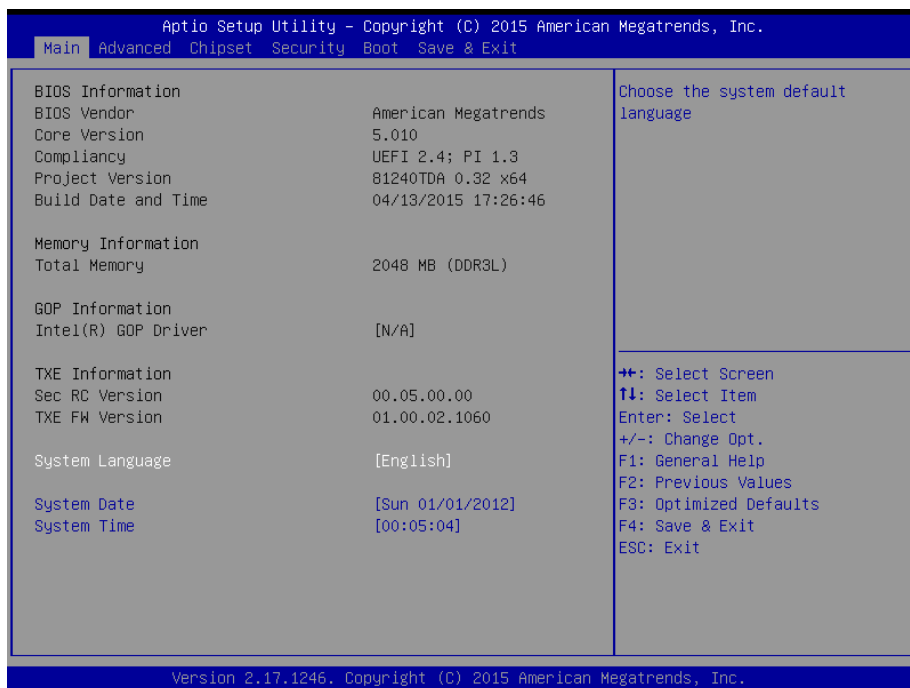 Aptio Setup Utility – Copyright (C) 2015 American Megatrends, Inc.
Main Advanced Chipset Security Boot Save & Exit
BIOS Information
BIOS Vendor American Megatrends
Core Version 5.010
Compliancy UEFI 2.4; PI 1.3
Project Version 81240TDA 0.32 x64
Build Date and Time 04/13/2015 17:26:46
Memory Information
Total Memory 2048 MB (DDR3L)
GOP Information
Intel(R) GOP Driver [N/A]
TXE Information
Sec RC Version 00.05.00.00
TXE FW Version 01.00.02.1060
System Language [English]
System Date [Sun 01/01/2012]
System Time [00:05:04]
Choose the system default
language
→←: Select Screen
↑↓: Select Item
Enter: Select
+/-: Change Opt.
F1: General Help
F2: Previous Values
F3: Optimized Defaults
F4: Save & Exit
ESC: Exit
Version 2.17.1246. Copyright (C) 2015 American Megatrends, Inc.